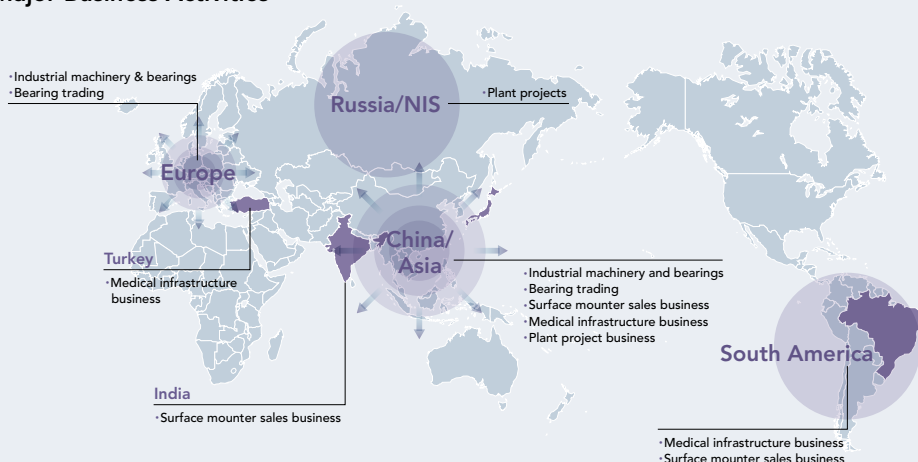 Major Business Activities
·Industrial machinery & bearings
·Bearing trading
Europe
Russia/NIS
·Plant projects
Turkey
·Medical infrastructure
business
India
·Surface mounter sales business
China/
Asia
·Industrial machinery and bearings
·Bearing trading
·Surface mounter sales business
·Medical infrastructure business
·Plant project business
South America
·Medical infrastructure business
·Surface mounter sales business